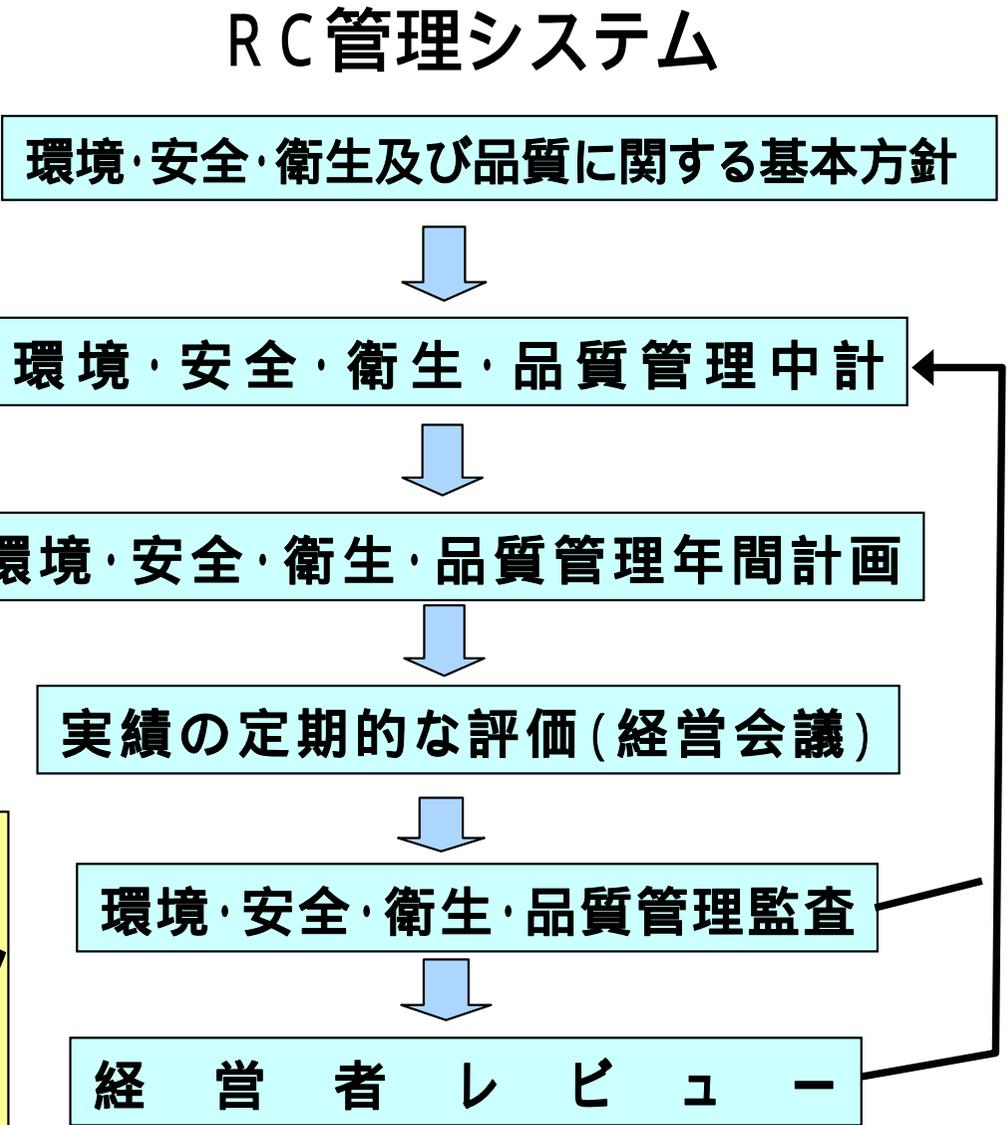 RC管理システム
環境・安全・衛生及び品質に関する基本方針
環境・安全・衛生・品質管理中計
環境・安全・衛生・品質管理年間計画
実績の定期的な評価(経営会議)
環境・安全・衛生・品質管理監査
経営者レビュー